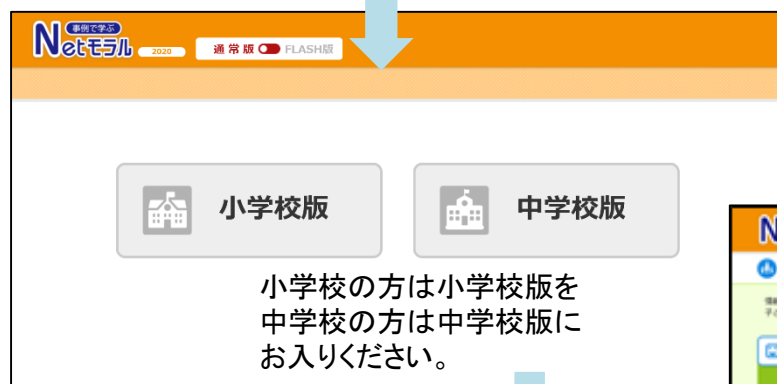 事例で学ぶ
Netモラル 2020 通常版 FLASH版
小学校版 中学校版
小学校の方は小学校版を
中学校の方は中学校版に
お入りください。
N